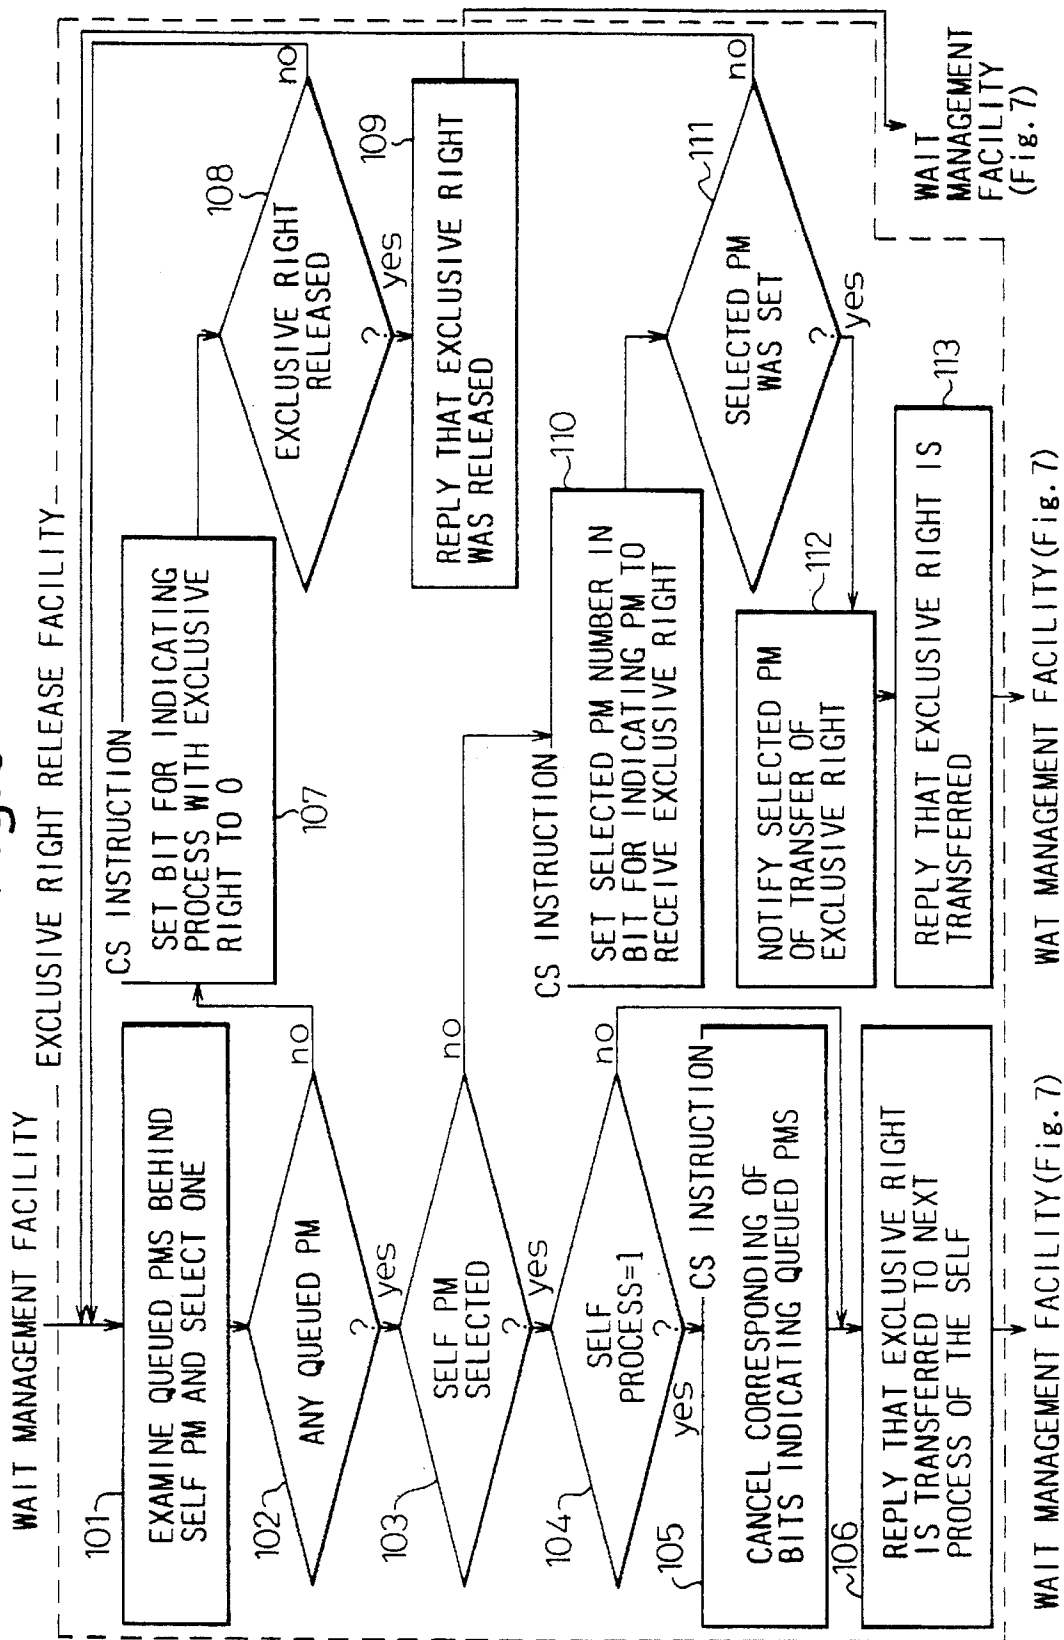 WAIT MANAGEMENT FACILITY
EXCLUSIVE RIGHT RELEASE FACILITY
101
EXAMINE QUEUED PMS BEHIND
SELF PM AND SELECT ONE
102
ANY QUEUED PM
?
no
yes
103
SELF PM
SELECTED
?
no
yes
104
SELF
PROCESS=1
?
no
yes
105
CS INSTRUCTION
CANCEL CORRESPONDING OF
BITS INDICATING QUEUED PMS
106
REPLY THAT EXCLUSIVE RIGHT
IS TRANSFERRED TO NEXT
PROCESS OF THE SELF
WAIT MANAGEMENT FACILITY(Fig.7)
CS INSTRUCTION
SET BIT FOR INDICATING
PROCESS WITH EXCLUSIVE
RIGHT TO 0
107
108
EXCLUSIVE RIGHT
RELEASED
?
no
yes
109
REPLY THAT EXCLUSIVE RIGHT
WAS RELEASED
CS INSTRUCTION
110
SET SELECTED PM NUMBER IN
BIT FOR INDICATING PM TO
RECEIVE EXCLUSIVE RIGHT
111
SELECTED PM
WAS SET
?
no
yes
112
NOTIFY SELECTED PM
OF TRANSFER OF
EXCLUSIVE RIGHT
113
REPLY THAT EXCLUSIVE RIGHT IS
TRANSFERRED
WAT MANAGEMENT FACILITY(Fig.7)
WAIT
MANAGEMENT
FACILITY
(Fig.7)